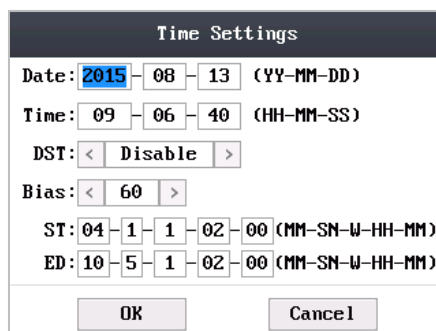 Time Settings
Date: 2015-08-13 (YY-MM-DD)
Time: 09-06-40 (HH-MM-SS)
DST: < Disable >
Bias: < 60 >
ST: 04-1-1-02-00 (MM-SN-W-HH-MM)
ED: 10-5-1-02-00 (MM-SN-W-HH-MM)
OK Cancel